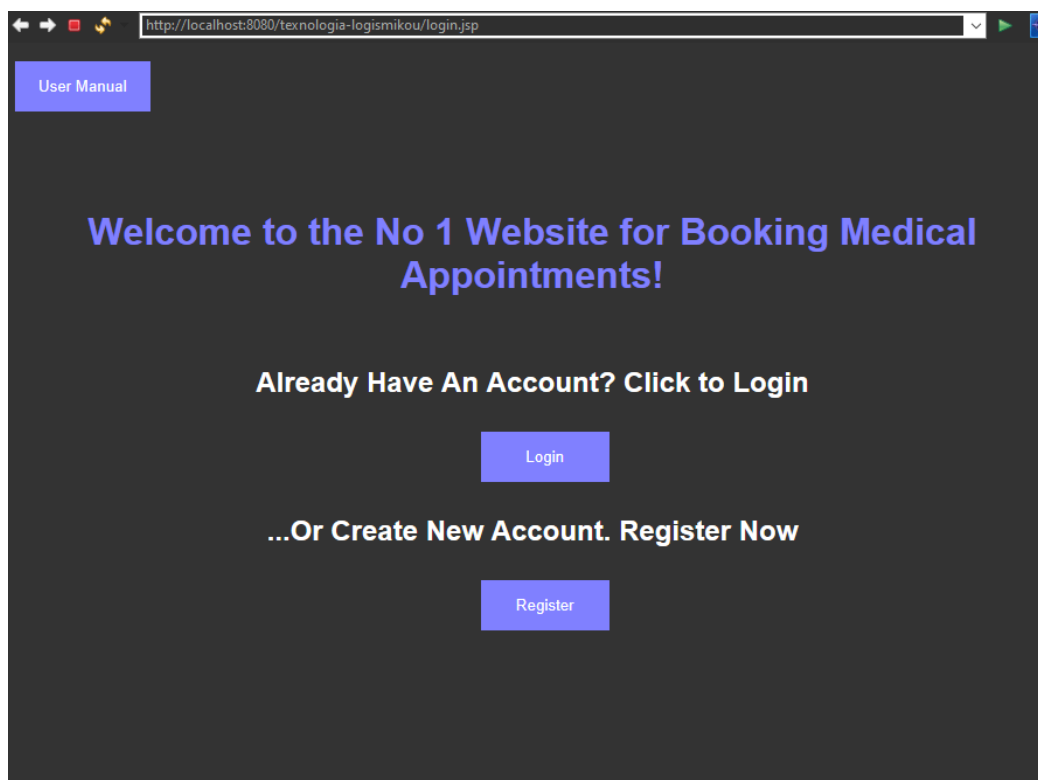 http://localhost:8080/texnologia-logismikou/login.jsp
User Manual
Welcome to the No 1 Website for Booking Medical
Appointments!
Already Have An Account? Click to Login
Login
...Or Create New Account. Register Now
Register